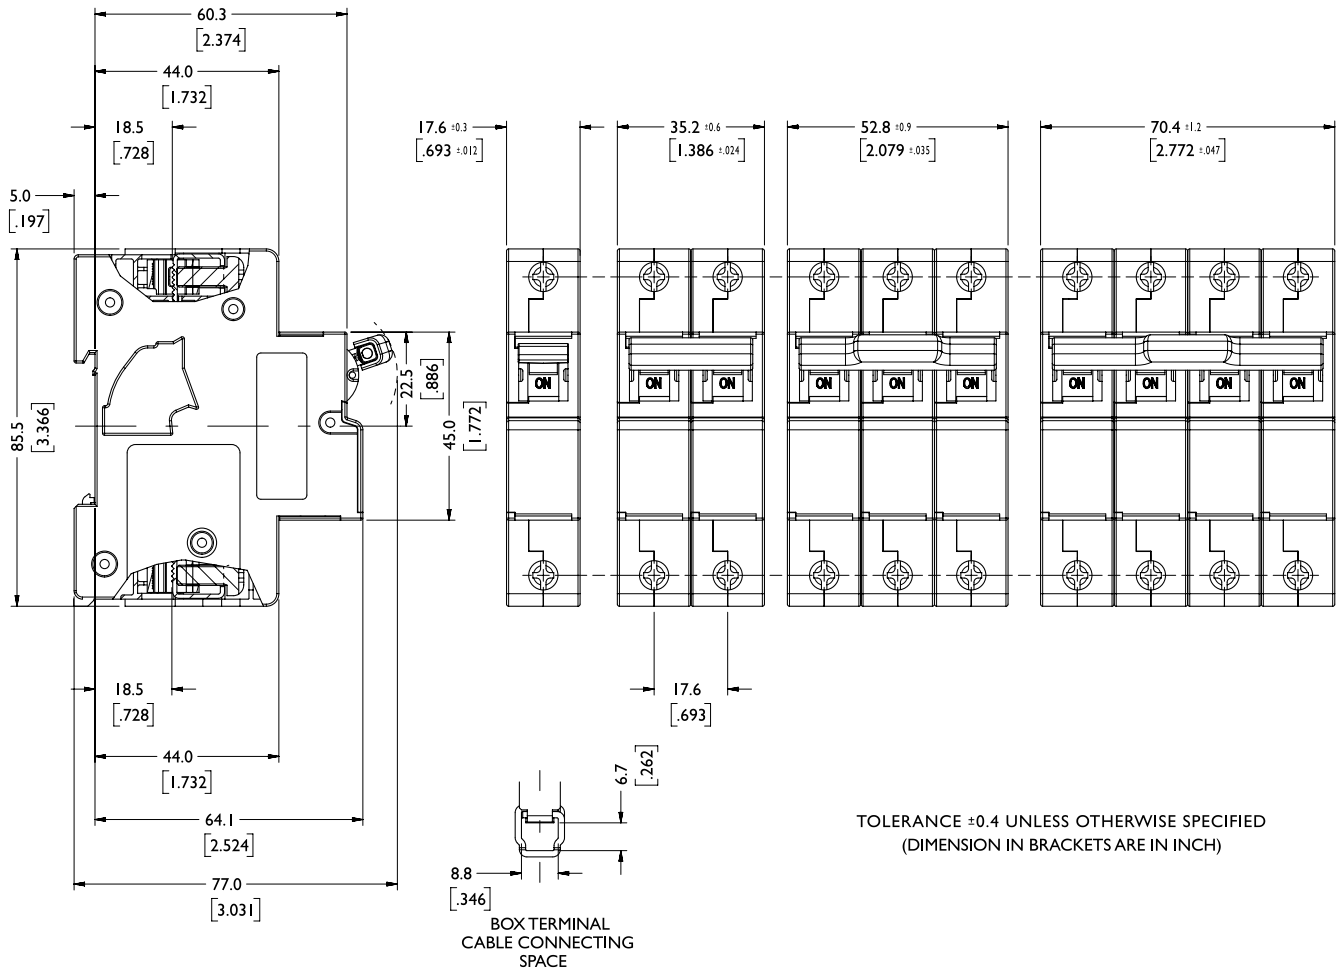 60.3
[2.374]
44.0
[1.732]
18.5
[.728]
5.0
[.197]
17.6 ±0.3
[.693 ±.012]
35.2 ±0.6
[1.386 ±.024]
52.8 ±0.9
[2.079 ±.035]
70.4 ±1.2
[2.772 ±.047]
85.5
[3.366]
22.5
[.886]
45.0
[1.772]
ON
ON
ON
ON
ON
ON
ON
ON
ON
ON
18.5
[.728]
17.6
[.693]
44.0
[1.732]
6.7
[.262]
64.1
[2.524]
TOLERANCE ±0.4 UNLESS OTHERWISE SPECIFIED
(DIMENSION IN BRACKETS ARE IN INCH)
77.0
[3.031]
8.8
[.346]
BOX TERMINAL
CABLE CONNECTING
SPACE